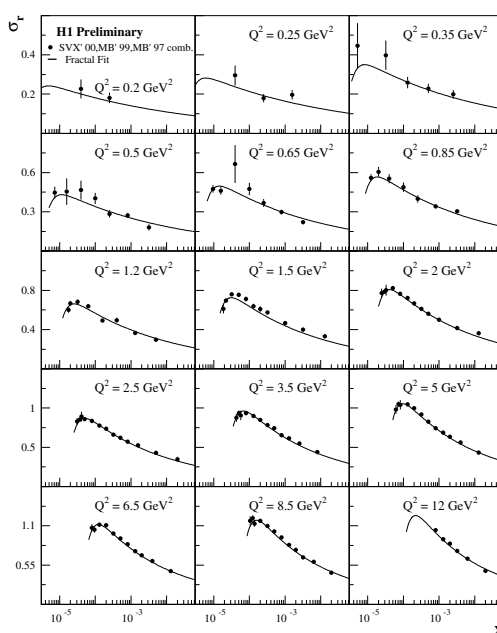 σr
H1 Preliminary
SVX' 00,MB' 99,MB' 97 comb.
Fractal Fit
Q2 = 0.2 GeV2
Q2 = 0.25 GeV2
Q2 = 0.35 GeV2
0.4
0.2
Q2 = 0.5 GeV2
Q2 = 0.65 GeV2
Q2 = 0.85 GeV2
0.6
0.3
Q2 = 1.2 GeV2
Q2 = 1.5 GeV2
Q2 = 2 GeV2
0.8
0.4
Q2 = 2.5 GeV2
Q2 = 3.5 GeV2
Q2 = 5 GeV2
1
0.5
Q2 = 6.5 GeV2
Q2 = 8.5 GeV2
Q2 = 12 GeV2
1.1
0.55
10-5 10-3 10-5 10-3 10-5 10-3